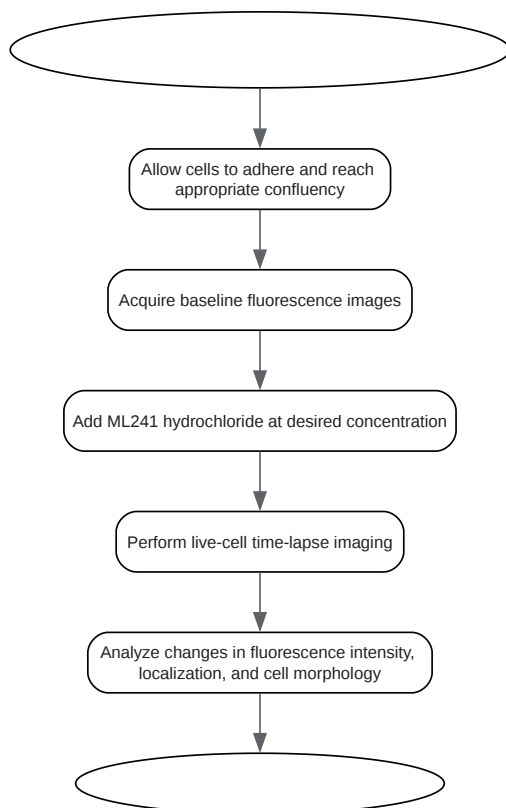 Allow cells to adhere and reach
appropriate confluency
Acquire baseline fluorescence images
Add ML241 hydrochloride at desired concentration
Perform live-cell time-lapse imaging
Analyze changes in fluorescence intensity,
localization, and cell morphology